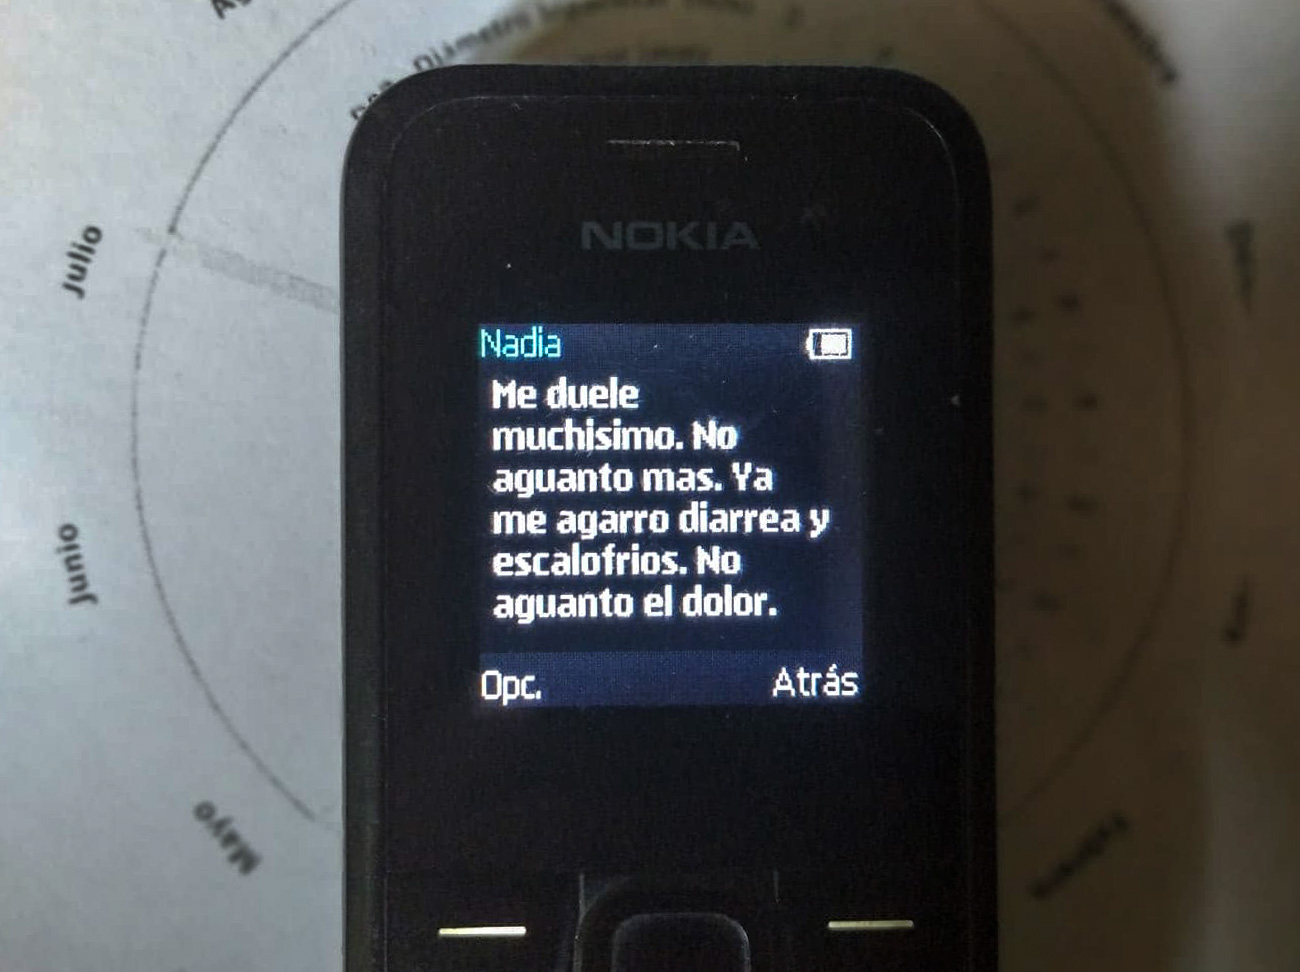 Diámetro
NOKIA
Julio
Nadia
Me duele
muchisimo. No
aguanto mas. Ya
me agarro diarrea y
escalofrios. No
aguanto el dolor.
Junio
Opc. Atrás
Mayo